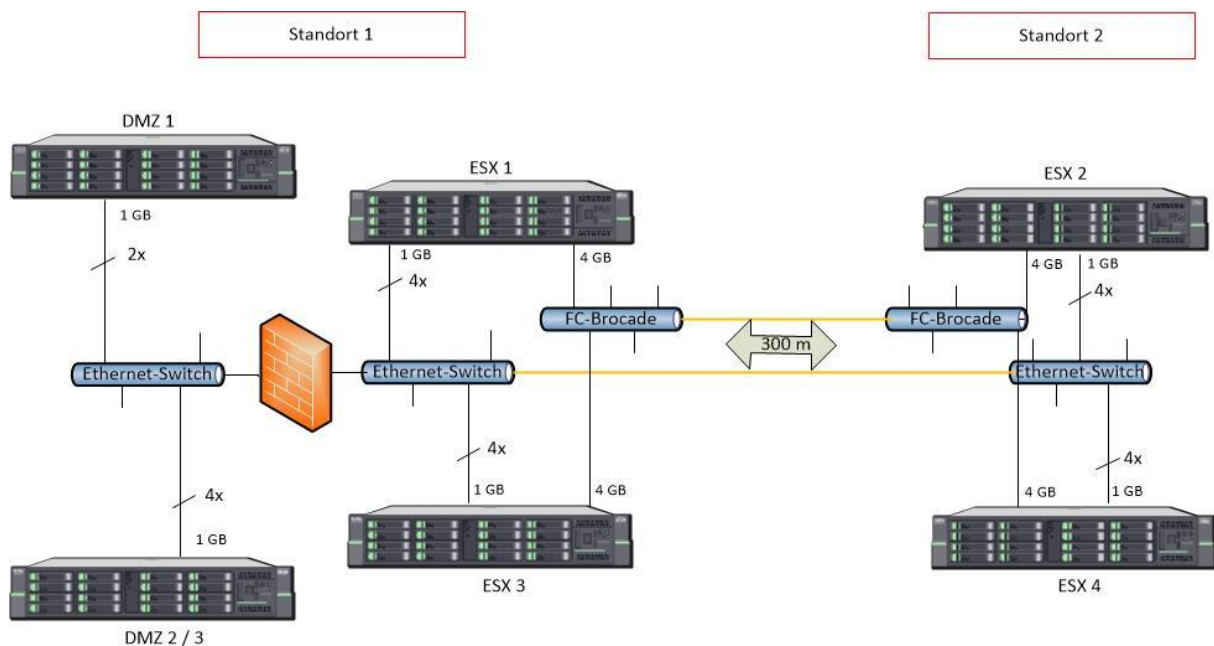 Standort 1
Standort 2
DMZ 1
ESX 1
ESX 2
1 GB
2x
1 GB
4x
4 GB
4 GB
1 GB
4x
FC-Brocade
FC-Brocade
300 m
Ethernet-Switch
Ethernet-Switch
Ethernet-Switch
4x
4x
4x
1 GB
1 GB
4 GB
4 GB
1 GB
ESX 3
ESX 4
DMZ 2 / 3